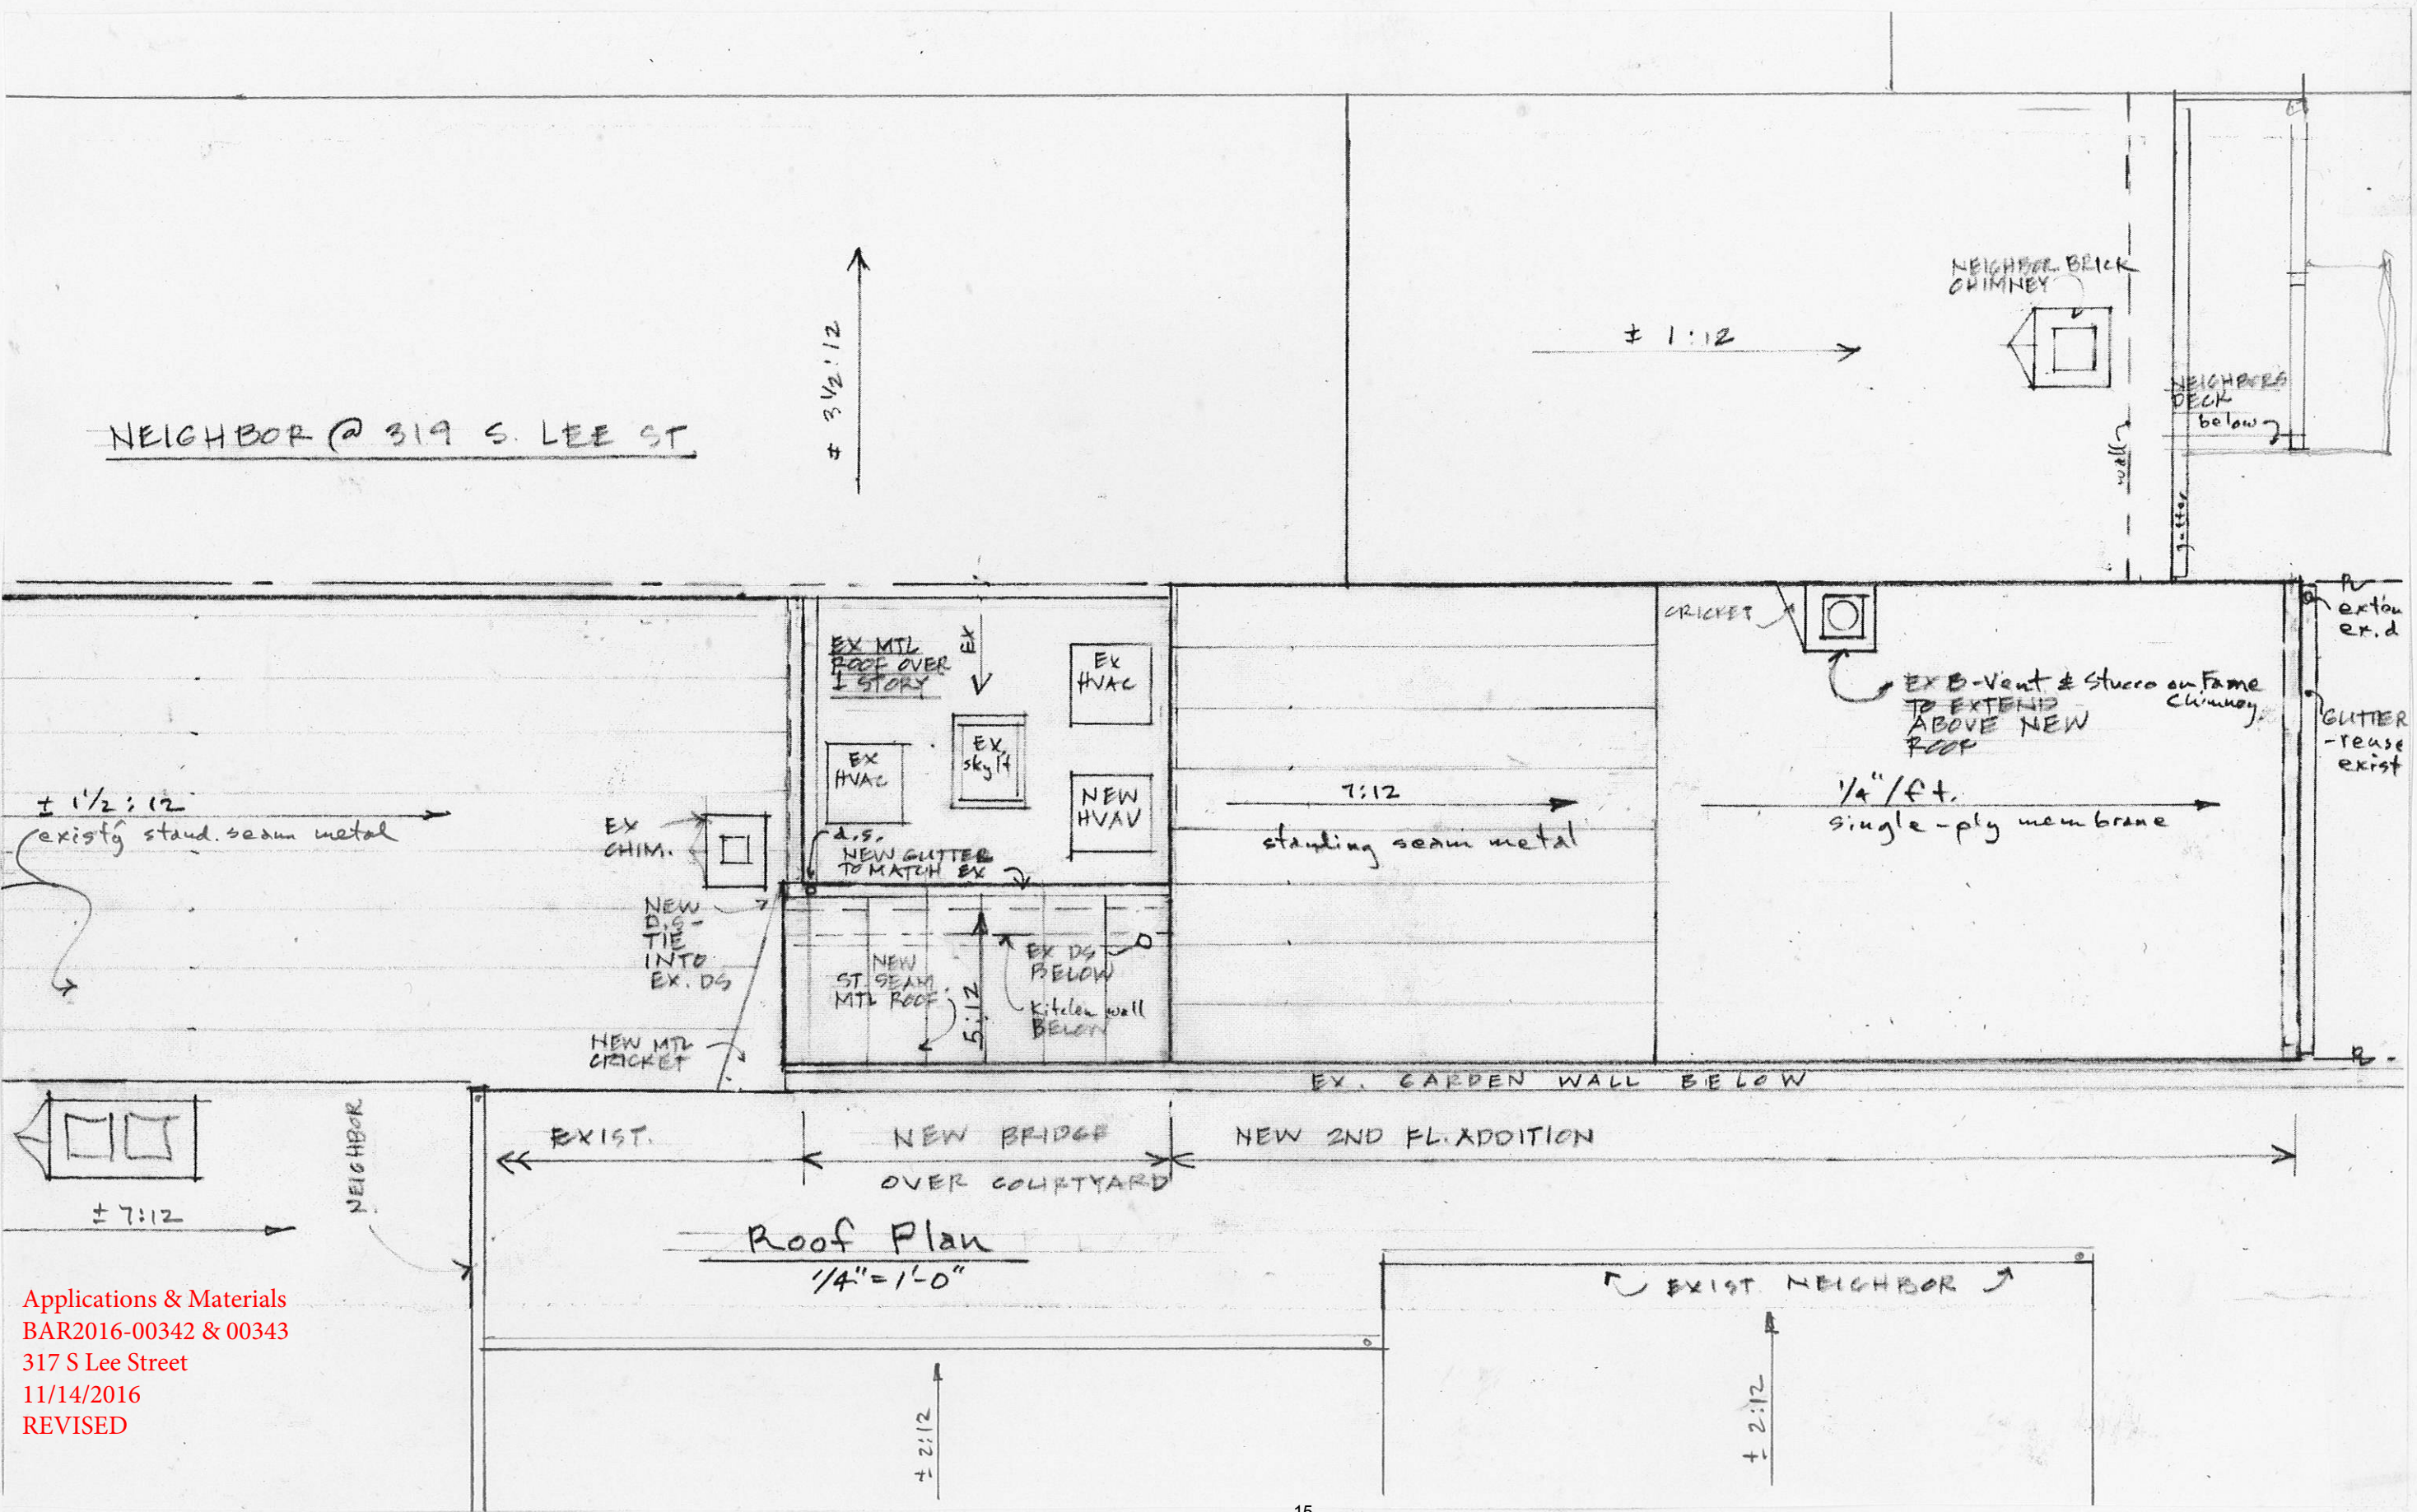 NEIGHBOR BRICK
CHIMNEY
± 1:12
± 3 1/2:12
NEIGHBORS
DECK
below
NEIGHBOR @ 319 S. LEE ST
wall
gutter
CRICKET
EX MTL
ROOF OVER
1 STORY
EX
EX
HVAC
EX B-Vent & Stucco on Fame
Chimney
TO EXTEND
ABOVE NEW
ROOF
GUTTER
-reuse
exist
ex.d
EX
skylt
EX
HVAC
NEW
HVAV
7:12
standing seam metal
1/4"/ft.
single-ply membrane
± 1 1/2:12
existg stand. seam metal
EX
CHIM.
d.s.
NEW GUTTER
TO MATCH EX
NEW
D.S-
TIE
INTO
EX. DS
NEW
ST. SEAM
MTL ROOF
5:12
EX DS
BELOW
Kitchen wall
BELOW
NEW MTL
CRICKET
EX. GARDEN WALL BELOW
NEIGHBOR
EXIST.
NEW BRIDGE
OVER COURTYARD
NEW 2ND FL. ADDITION
± 7:12
Roof Plan
1/4"=1'-0"
EXIST NEIGHBOR
± 2:12
± 2:12
Applications & Materials
BAR2016-00342 & 00343
317 S Lee Street
11/14/2016
REVISED
15